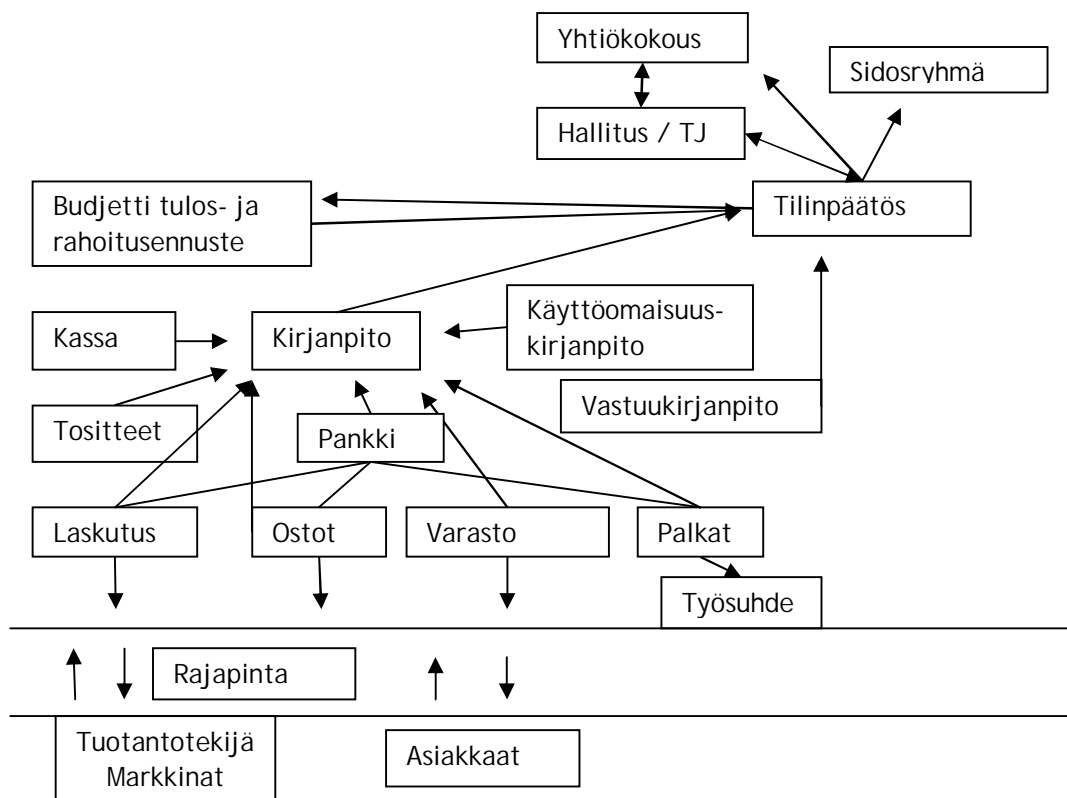 Yhtiökokous
Sidosryhmä
Hallitus / TJ
Budjetti tulos- ja
rahoitusennuste
Tilinpäätös
Kassa
Kirjanpito
Käyttöomaisuus-
kirjanpito
Vastuukirjanpito
Tositteet
Pankki
Laskutus
Ostot
Varasto
Palkat
Työsuhde
Rajapinta
Tuotantotekijä
Markkinat
Asiakkaat